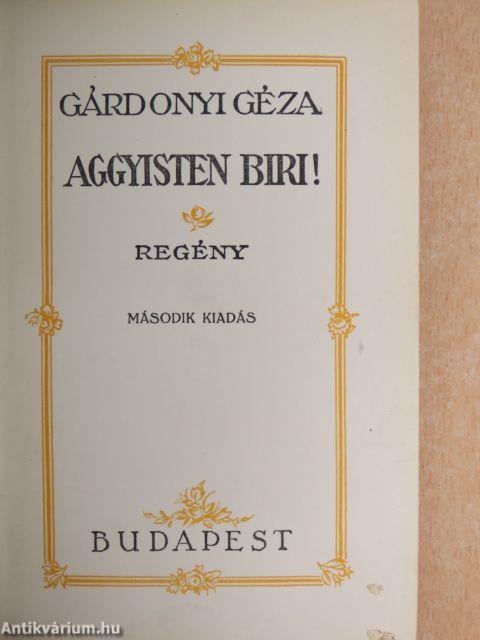 GÁRDONYI GÉZA
AGGYISTEN BIRI!
REGÉNY
MÁSODIK KIADÁS
BUDAPEST
Antikvárium.hu